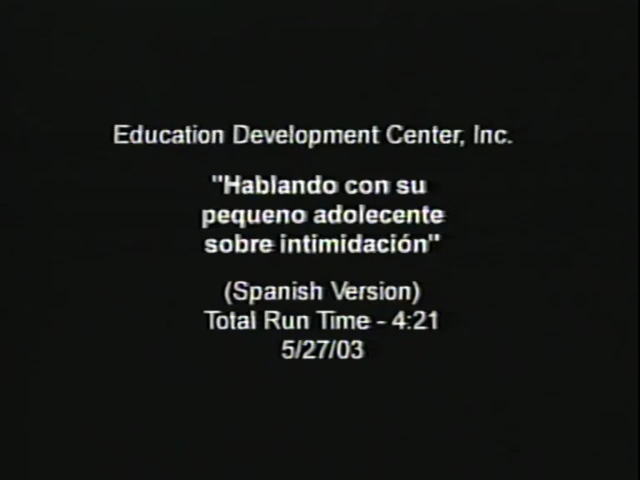 Education Development Center, Inc.
"Hablando con su
pequeno adolecente
sobre intimidación"
(Spanish Version)
Total Run Time - 4:21
5/27/03